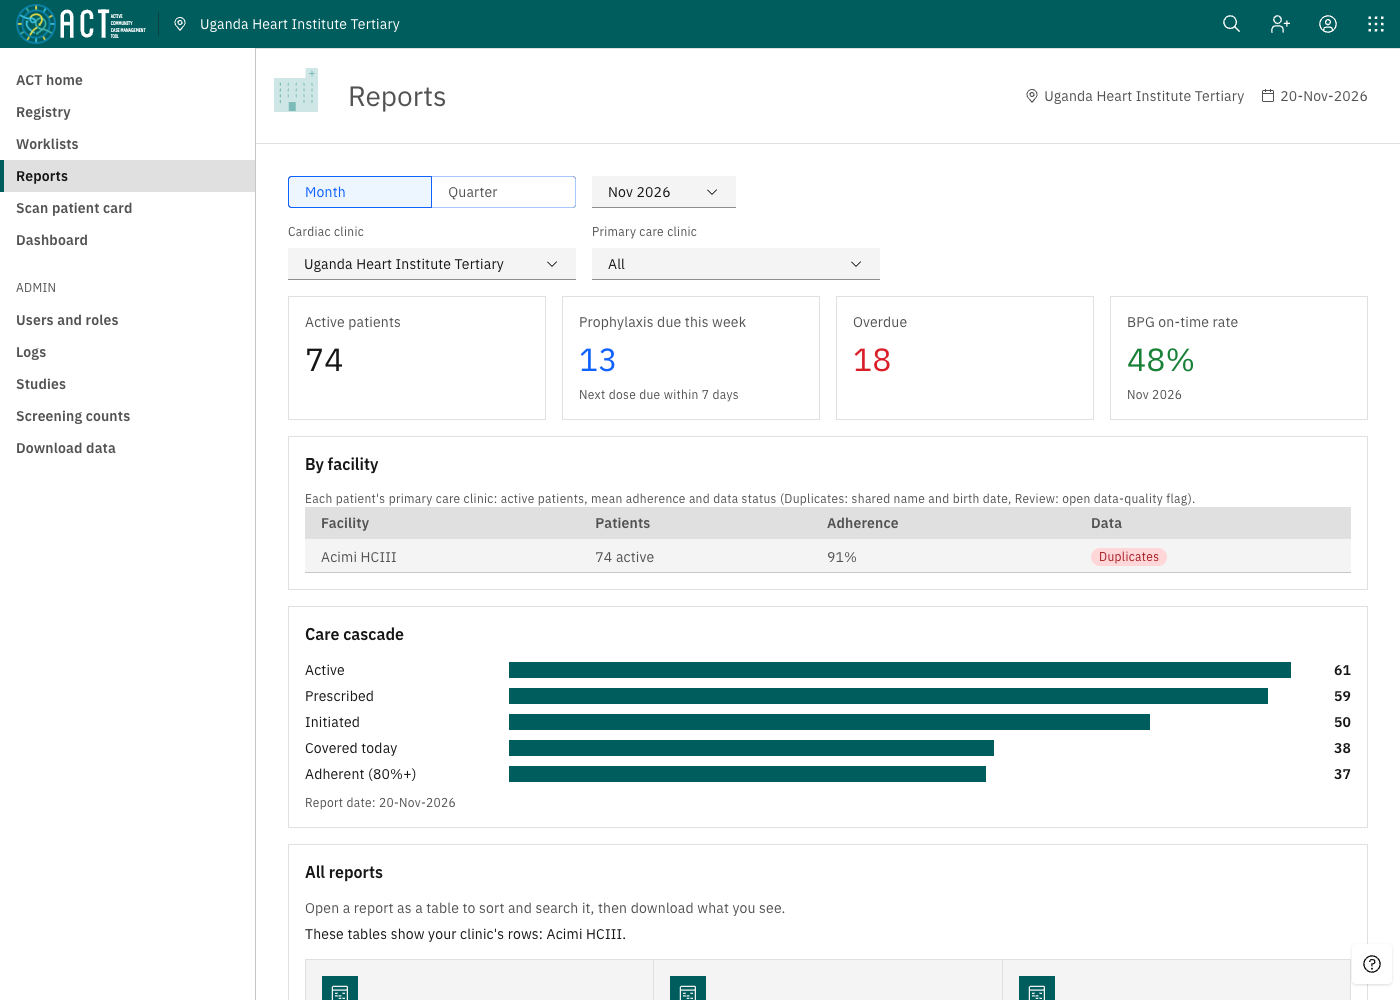 ACT ACTIVE COMMUNITY CASE MANAGEMENT TOOL
Uganda Heart Institute Tertiary
ACT home
Registry
Worklists
Reports
Scan patient card
Dashboard
ADMIN
Users and roles
Logs
Studies
Screening counts
Download data
Reports
Uganda Heart Institute Tertiary 20-Nov-2026
Month Quarter Nov 2026
Cardiac clinic Primary care clinic
Uganda Heart Institute Tertiary All
Active patients
74
Prophylaxis due this week
13
Next dose due within 7 days
Overdue
18
BPG on-time rate
48%
Nov 2026
By facility
Each patient's primary care clinic: active patients, mean adherence and data status (Duplicates: shared name and birth date, Review: open data-quality flag).
Facility Patients Adherence Data
Acimi HCIII 74 active 91% Duplicates
Care cascade
Active 61
Prescribed 59
Initiated 50
Covered today 38
Adherent (80%+) 37
Report date: 20-Nov-2026
All reports
Open a report as a table to sort and search it, then download what you see.
These tables show your clinic's rows: Acimi HCIII.